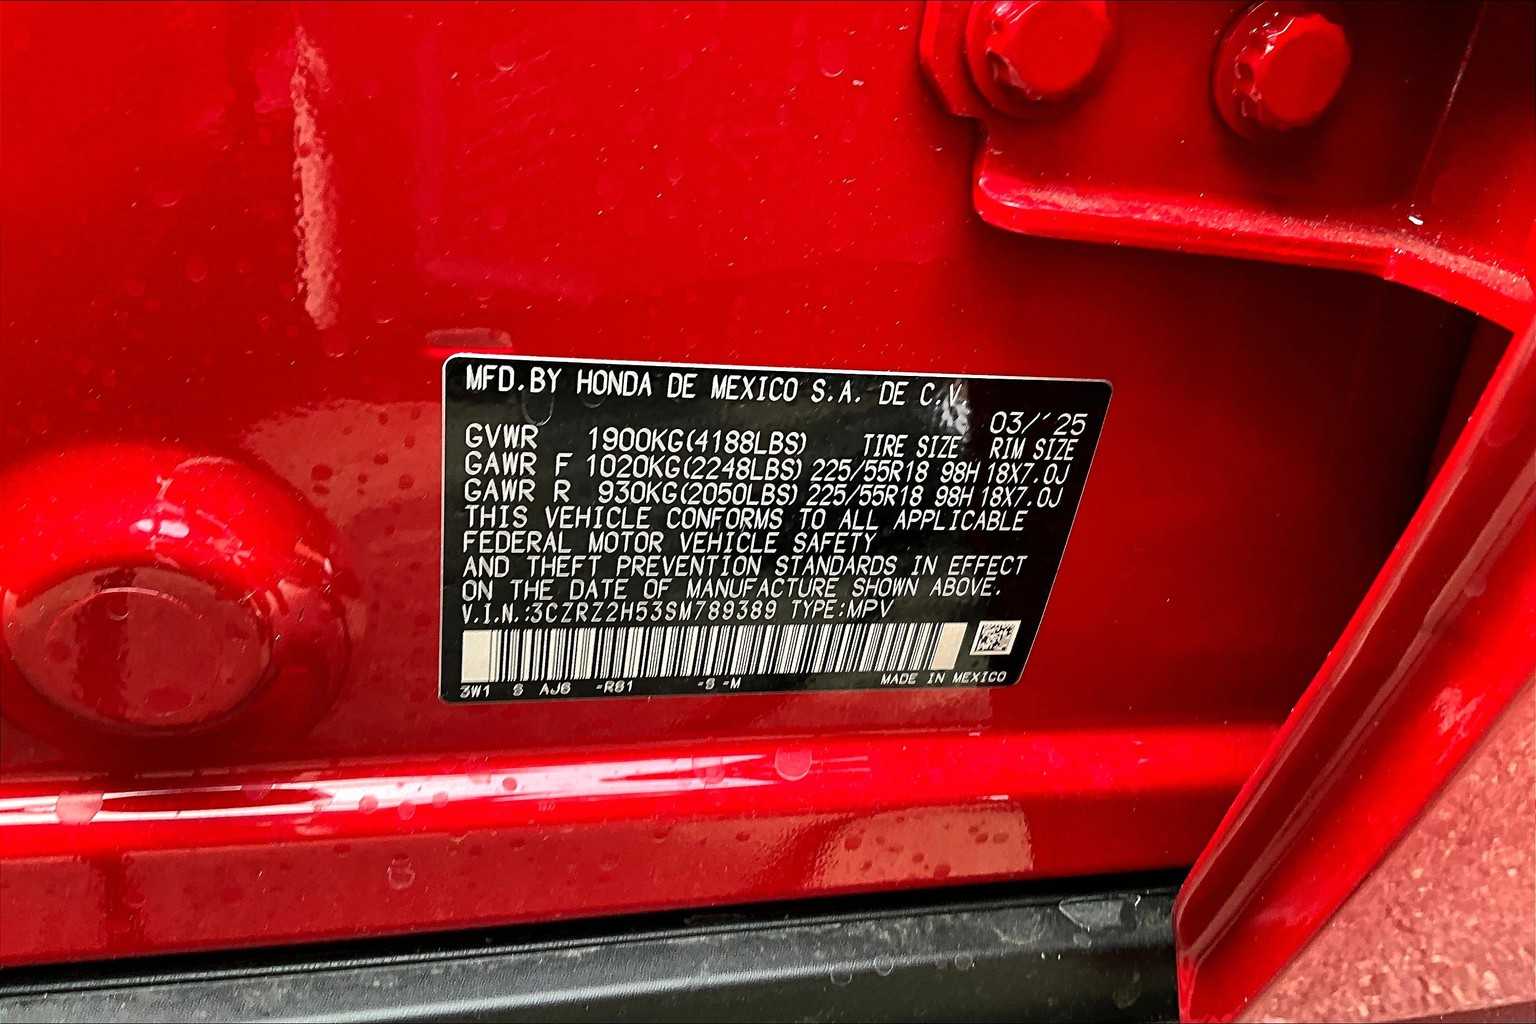 MFD.BY HONDA DE MEXICO S.A. DE C.V.
03/´25
GVWR 1900KG(4188LBS) TIRE SIZE RIM SIZE
GAWR F 1020KG(2248LBS) 225/55R18 98H 18X7.0J
GAWR R 930KG(2050LBS) 225/55R18 98H 18X7.0J
THIS VEHICLE CONFORMS TO ALL APPLICABLE
FEDERAL MOTOR VEHICLE SAFETY
AND THEFT PREVENTION STANDARDS IN EFFECT
ON THE DATE OF MANUFACTURE SHOWN ABOVE.
V.I.N.:3CZRZ2H53SM789389 TYPE:MPV
3W1 S AJ6 -R81 -S -M MADE IN MEXICO